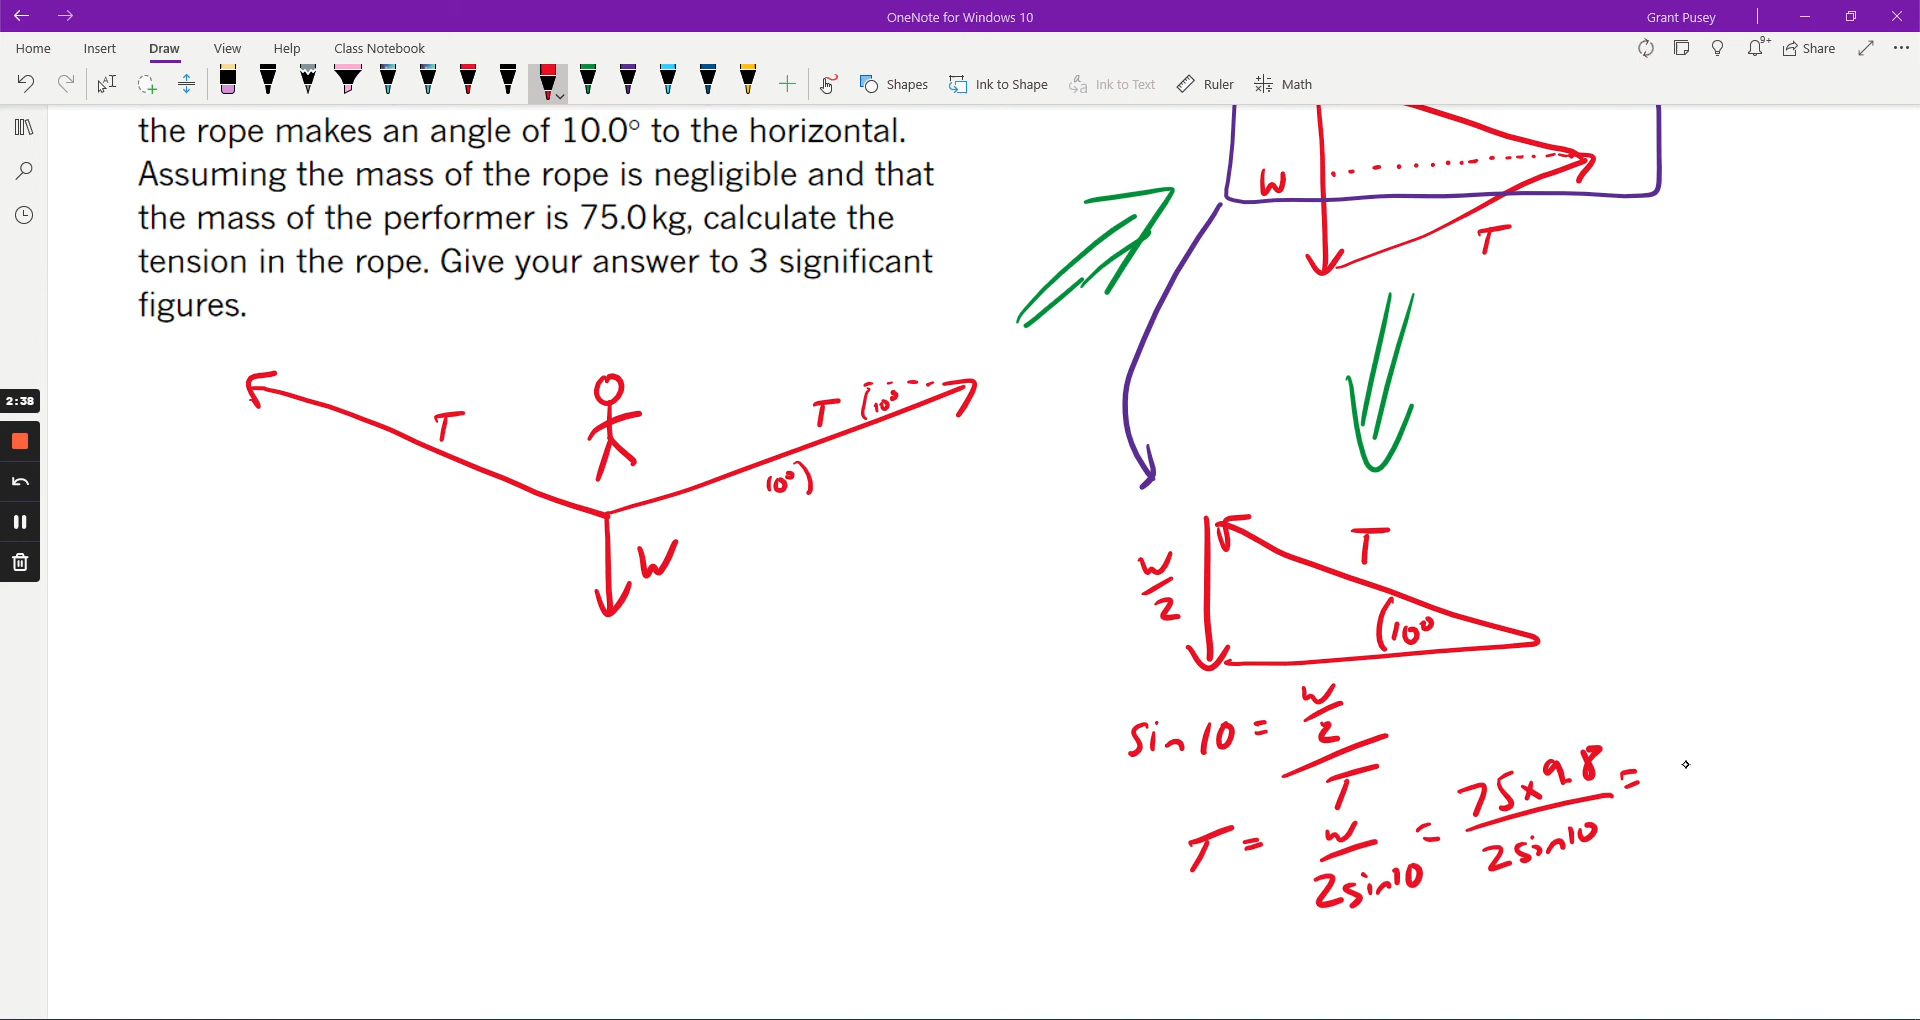 OneNote for Windows 10
Grant Pusey
Home Insert Draw View Help Class Notebook
9+
Share
Shapes Ink to Shape Ink to Text Ruler Math
the rope makes an angle of 10.0° to the horizontal.
Assuming the mass of the rope is negligible and that
the mass of the performer is 75.0 kg, calculate the
tension in the rope. Give your answer to 3 significant
figures.
2:38
W
T
T
T
10°
10°
W
W/2
T
10°
sin 10 = W/2 / T
T = W / 2sin10 = 75 x 9.8 / 2sin10 =